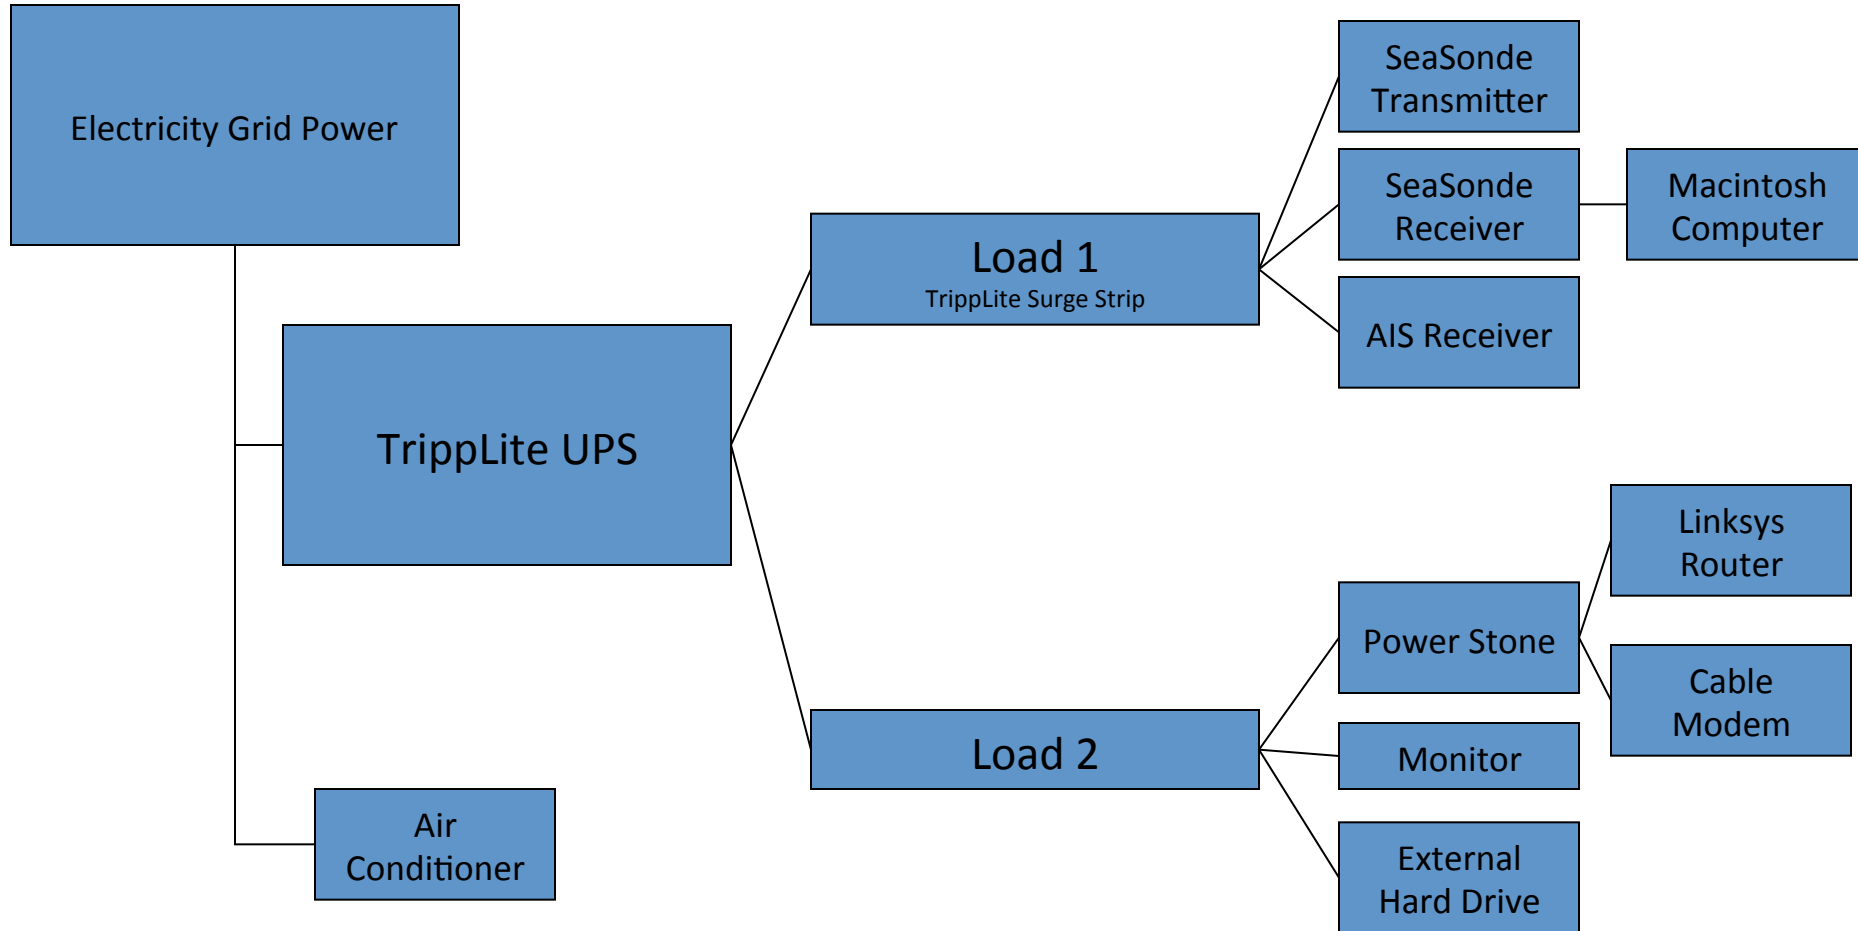 Electricity Grid Power
TrippLite UPS
Air
Conditioner
Load 1
TrippLite Surge Strip
SeaSonde
Transmitter
SeaSonde
Receiver
Macintosh
Computer
AIS Receiver
Load 2
Power Stone
Linksys
Router
Cable
Modem
Monitor
External
Hard Drive